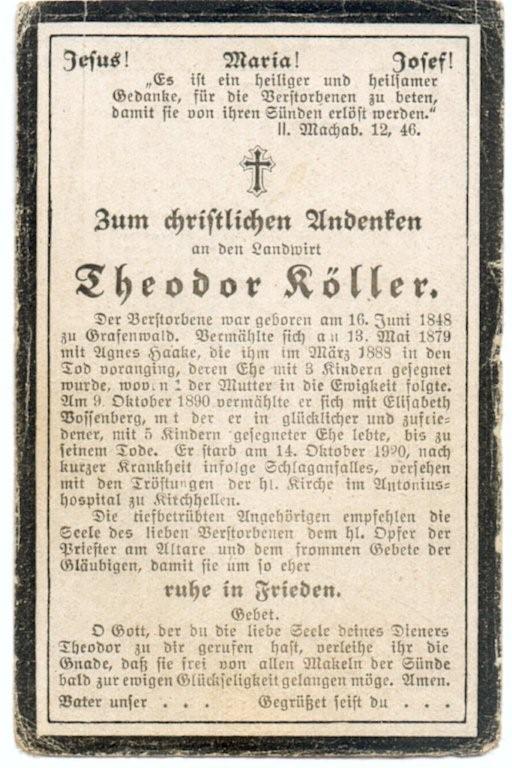 Jesus! Maria! Josef!
„Es ist ein heiliger und heilsamer
Gedanke, für die Verstorbenen zu beten,
damit sie von ihren Sünden erlöst werden.“
II. Machab. 12, 46.
Zum christlichen Andenken
an den Landwirt
Theodor Köller.
Der Verstorbene war geboren am 16. Juni 1848
zu Grafenwald. Vermählte sich an 13. Mai 1879
mit Agnes Haake, die ihm im März 1888 in den
Tod voranging, deren Ehe mit 3 Kindern gesegnet
wurde, wovon 2 der Mutter in die Ewigkeit folgte.
Am 9. Oktober 1890 vermählte er sich mit Elisabeth
Vossenberg, mit der er in glücklicher und zufrie-
dener, mit 5 Kindern gesegneter Ehe lebte, bis zu
seinem Tode. Er starb am 14. Oktober 1920, nach
kurzer Krankheit infolge Schlaganfalles, versehen
mit den Tröstungen der hl. Kirche im Antonius-
hospital zu Kirchhellen.
Die tiefbetrübten Angehörigen empfehlen die
Seele des lieben Verstorbenen dem hl. Opfer der
Priester am Altare und dem frommen Gebete der
Gläubigen, damit sie um so eher
ruhe in Frieden.
Gebet.
O Gott, der du die liebe Seele deines Dieners
Theodor zu dir gerufen hast, verleihe ihr die
Gnade, daß sie frei von allen Makeln der Sünde
bald zur ewigen Glückseligkeit gelangen möge. Amen.
Vater unser . . . Gegrüßet seist du . . .